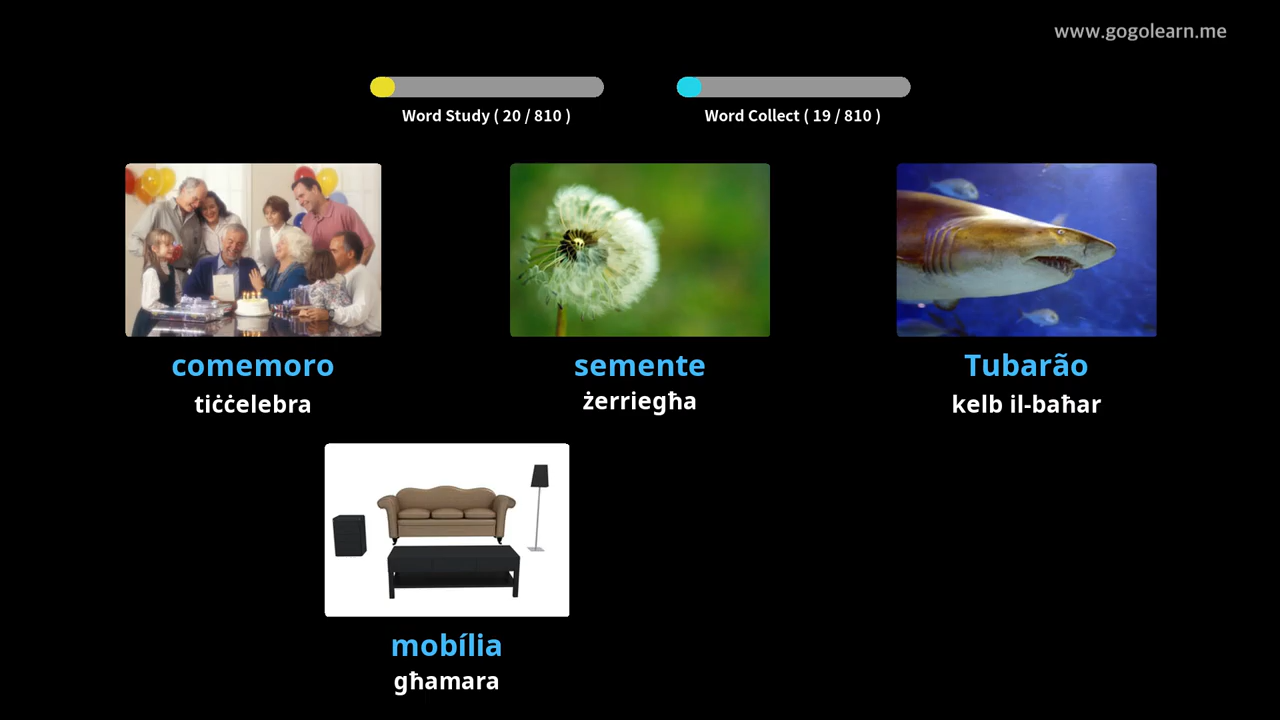 www.gogolearn.me
Word Study ( 20 / 810 )
Word Collect ( 19 / 810 )
comemoro
tiċċelebra
semente
żerriegħa
Tubarão
kelb il-baħar
mobília
għamara